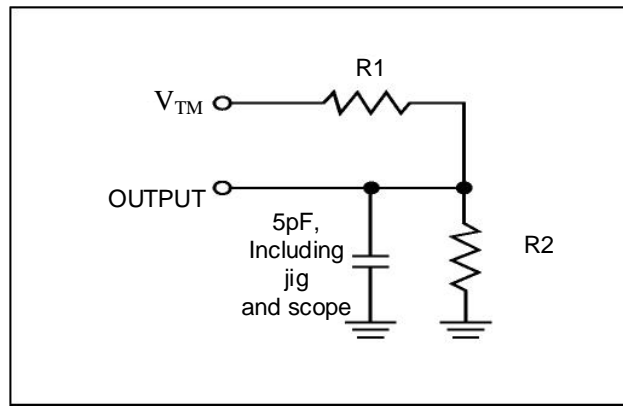 R1
V_TM
OUTPUT
5pF,
Including
jig
and scope
R2